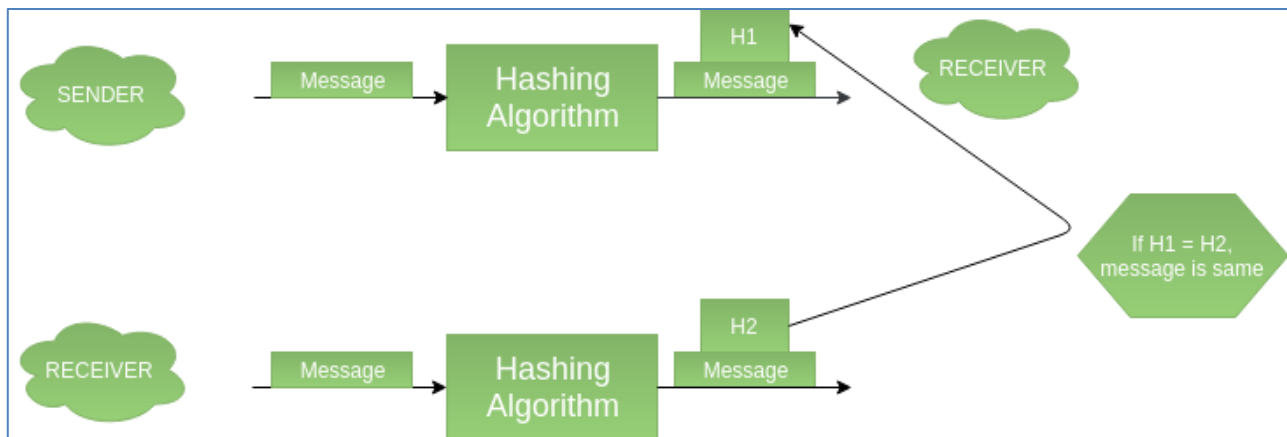 SENDER
Message
Hashing
Algorithm
H1
Message
RECEIVER
If H1 = H2,
message is same
RECEIVER
Message
Hashing
Algorithm
H2
Message